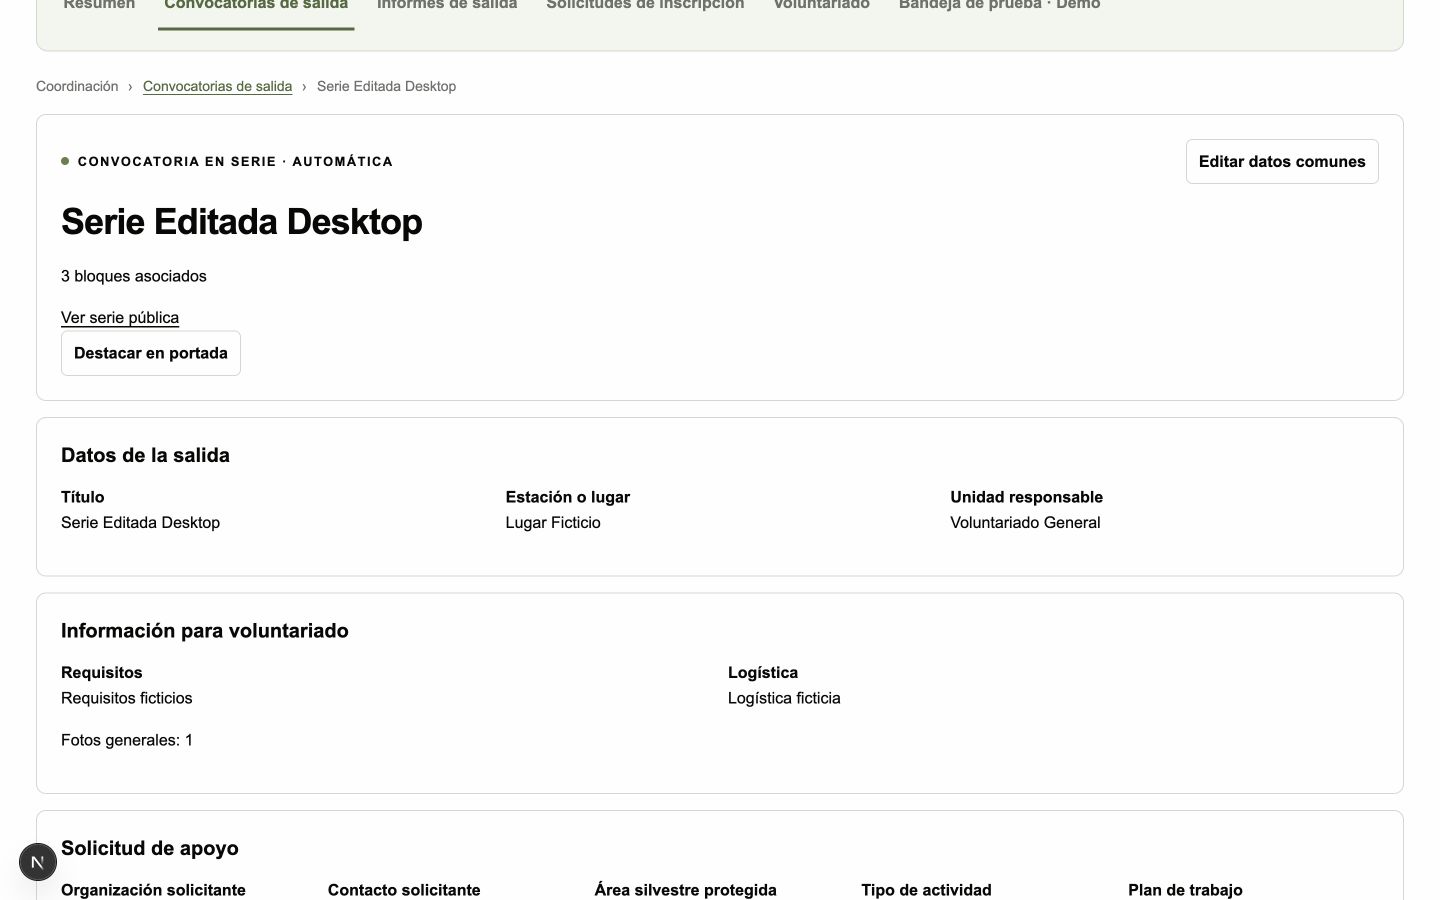 Resumen Convocatorias de salida Informes de salida Solicitudes de inscripción Voluntariado Bandeja de prueba · Demo
Coordinación › Convocatorias de salida › Serie Editada Desktop
CONVOCATORIA EN SERIE · AUTOMÁTICA
Editar datos comunes
Serie Editada Desktop
3 bloques asociados
Ver serie pública
Destacar en portada
Datos de la salida
Título Estación o lugar Unidad responsable
Serie Editada Desktop Lugar Ficticio Voluntariado General
Información para voluntariado
Requisitos Logística
Requisitos ficticios Logística ficticia
Fotos generales: 1
Solicitud de apoyo
N
Organización solicitante Contacto solicitante Área silvestre protegida Tipo de actividad Plan de trabajo